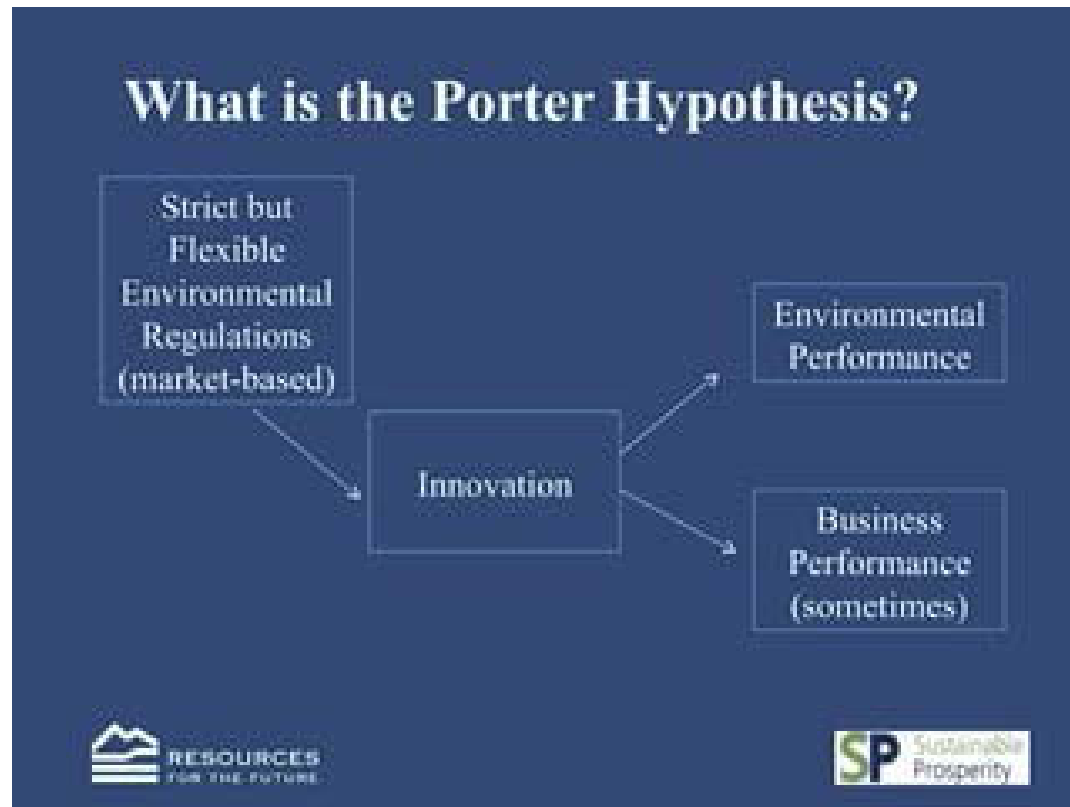 What is the Porter Hypothesis?
Strict but
Flexible
Environmental
Regulations
(market-based)
Innovation
Environmental
Performance
Business
Performance
(sometimes)
RESOURCES
FOR THE FUTURE
SP Sustainable
Prosperity